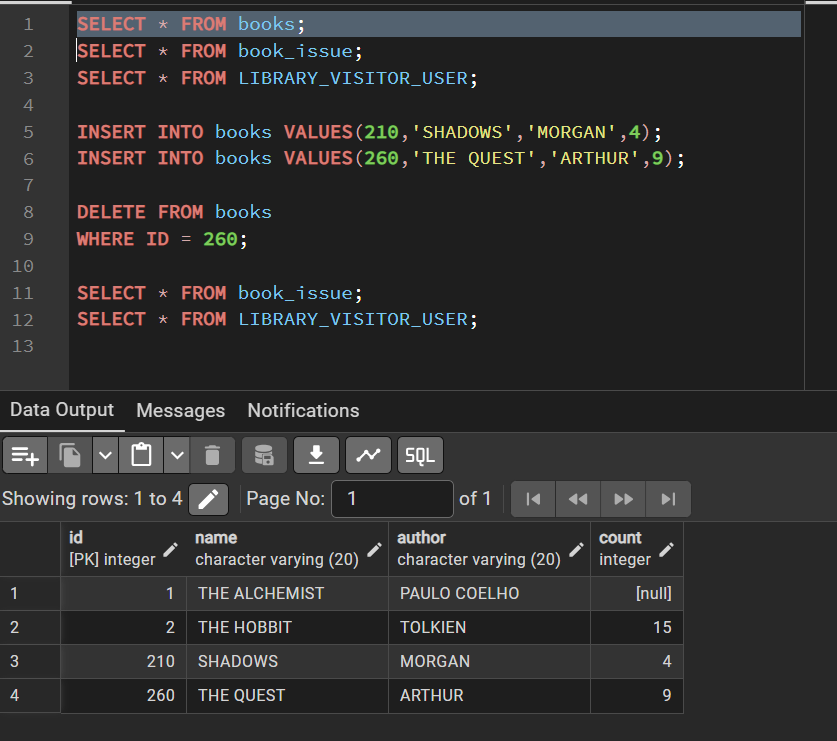 1 SELECT * FROM books;
2 SELECT * FROM book_issue;
3 SELECT * FROM LIBRARY_VISITOR_USER;
4
5 INSERT INTO books VALUES(210,'SHADOWS','MORGAN',4);
6 INSERT INTO books VALUES(260,'THE QUEST','ARTHUR',9);
7
8 DELETE FROM books
9 WHERE ID = 260;
10
11 SELECT * FROM book_issue;
12 SELECT * FROM LIBRARY_VISITOR_USER;
13
Data Output Messages Notifications
SQL
Showing rows: 1 to 4 Page No: 1 of 1
id name author count
[PK] integer character varying (20) character varying (20) integer
1 1 THE ALCHEMIST PAULO COELHO [null]
2 2 THE HOBBIT TOLKIEN 15
3 210 SHADOWS MORGAN 4
4 260 THE QUEST ARTHUR 9